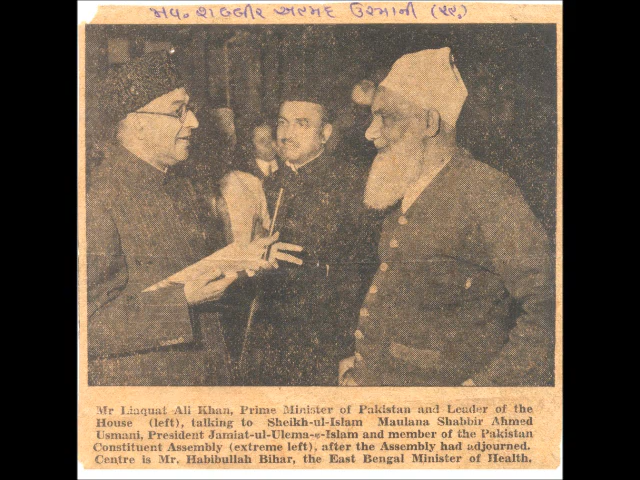 મવ. શબ્બીર અહમદ ઉસ્માની (રહ.)
Mr Liaquat Ali Khan, Prime Minister of Pakistan and Leader of the
House (left), talking to Sheikh-ul-Islam Maulana Shabbir Ahmed
Usmani, President Jamiat-ul-Ulema-e-Islam and member of the Pakistan
Constituent Assembly (extreme left), after the Assembly had adjourned.
Centre is Mr. Habibullah Bihar, the East Bengal Minister of Health.